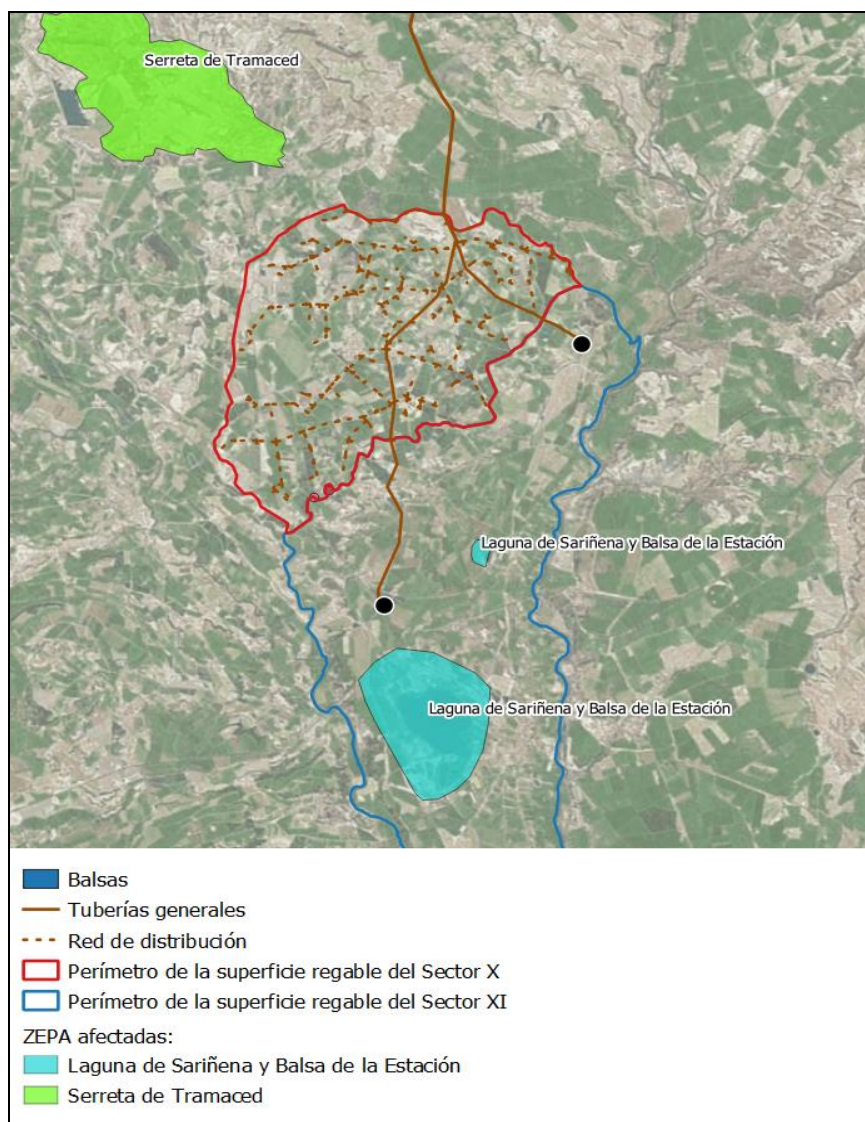 Serreta de Tramaced
Laguna de Sariñena y Balsa de la Estación
Laguna de Sariñena y Balsa de la Estación
Balsas
Tuberías generales
Red de distribución
Perímetro de la superficie regable del Sector X
Perímetro de la superficie regable del Sector XI
ZEPA afectadas:
Laguna de Sariñena y Balsa de la Estación
Serreta de Tramaced